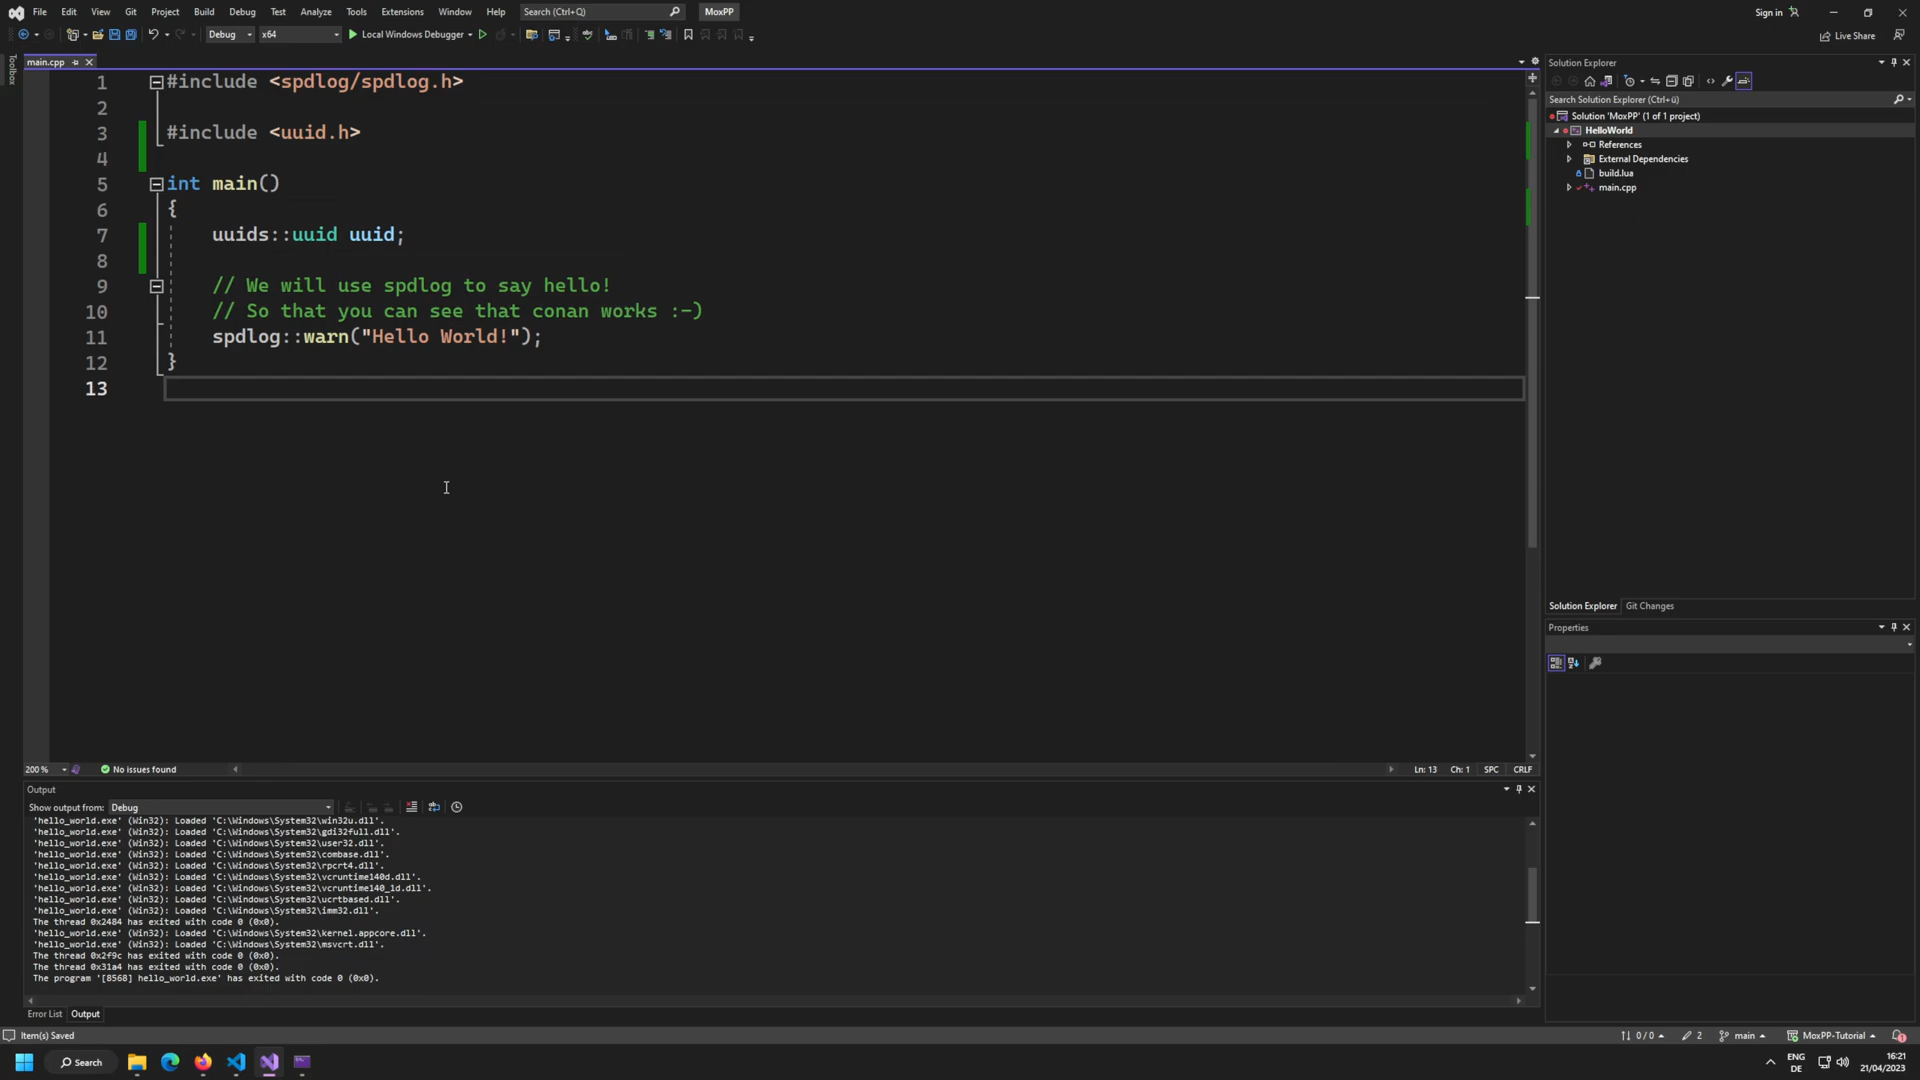 File Edit View Git Project Build Debug Test Analyze Tools Extensions Window Help Search (Ctrl+Q) MoxPP Sign in
Debug x64 Local Windows Debugger Live Share
main.cpp
Toolbox
1 #include <spdlog/spdlog.h>
2
3 #include <uuid.h>
4
5 int main()
6 {
7 uuids::uuid uuid;
8
9 // We will use spdlog to say hello!
10 // So that you can see that conan works :-)
11 spdlog::warn("Hello World!");
12 }
13
200 % No issues found Ln: 13 Ch: 1 SPC CRLF
Solution Explorer
Search Solution Explorer (Ctrl+ü)
Solution 'MoxPP' (1 of 1 project)
HelloWorld
References
External Dependencies
build.lua
main.cpp
Solution Explorer Git Changes
Properties
Output
Show output from: Debug
'hello_world.exe' (Win32): Loaded 'C:\Windows\System32\win32u.dll'.
'hello_world.exe' (Win32): Loaded 'C:\Windows\System32\gdi32full.dll'.
'hello_world.exe' (Win32): Loaded 'C:\Windows\System32\user32.dll'.
'hello_world.exe' (Win32): Loaded 'C:\Windows\System32\combase.dll'.
'hello_world.exe' (Win32): Loaded 'C:\Windows\System32\rpcrt4.dll'.
'hello_world.exe' (Win32): Loaded 'C:\Windows\System32\vcruntime140d.dll'.
'hello_world.exe' (Win32): Loaded 'C:\Windows\System32\vcruntime140_1d.dll'.
'hello_world.exe' (Win32): Loaded 'C:\Windows\System32\ucrtbased.dll'.
'hello_world.exe' (Win32): Loaded 'C:\Windows\System32\imm32.dll'.
The thread 0x2484 has exited with code 0 (0x0).
'hello_world.exe' (Win32): Loaded 'C:\Windows\System32\kernel.appcore.dll'.
'hello_world.exe' (Win32): Loaded 'C:\Windows\System32\msvcrt.dll'.
The thread 0x2f9c has exited with code 0 (0x0).
The thread 0x31a4 has exited with code 0 (0x0).
The program '[8568] hello_world.exe' has exited with code 0 (0x0).
Error List Output
Item(s) Saved 0 / 0 2 main MoxPP-Tutorial 1
Search ENG DE 16:21 21/04/2023